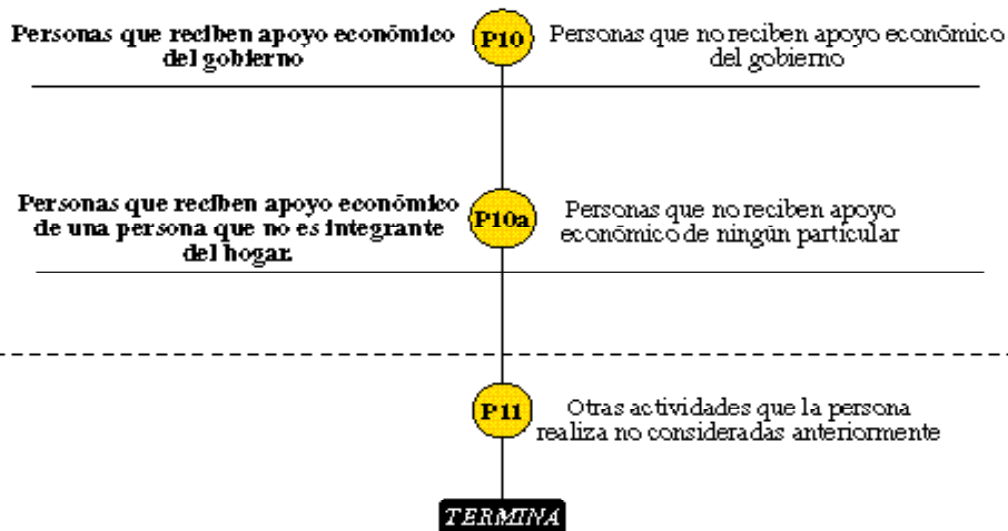 Personas que reciben apoyo económico
del gobierno
P10
Personas que no reciben apoyo económico
del gobierno
Personas que reciben apoyo económico
de una persona que no es integrante
del hogar.
P10a
Personas que no reciben apoyo
económico de ningún particular
P11
Otras actividades que la persona
realiza no consideradas anteriormente
TERMINA